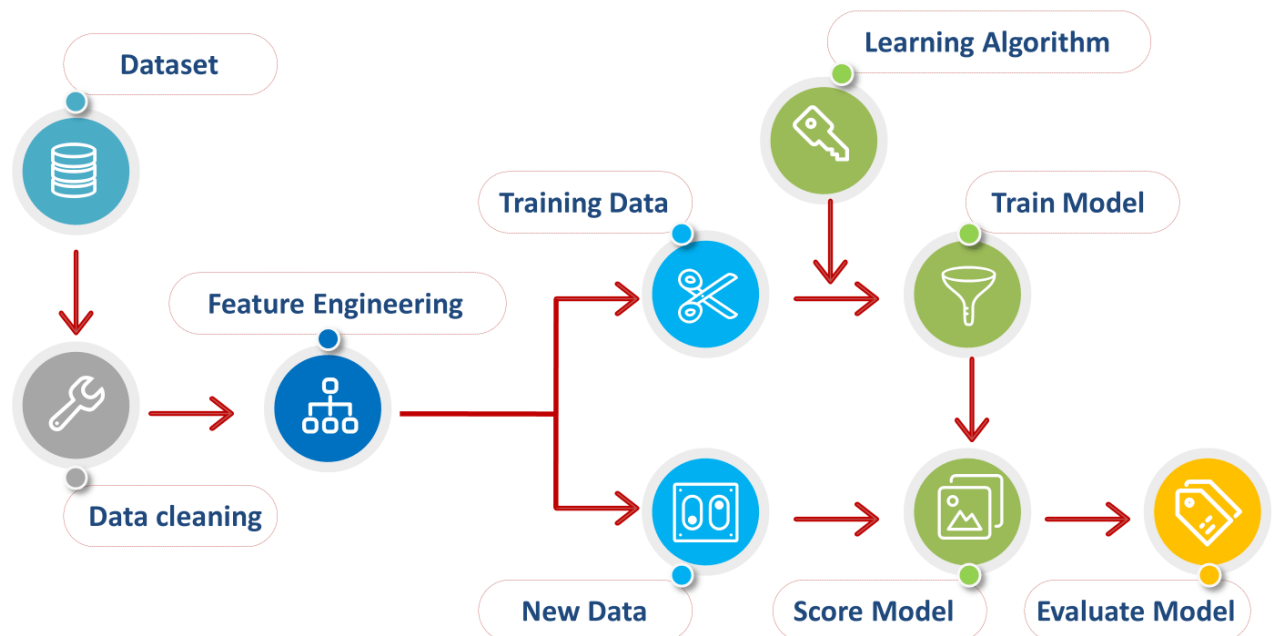 Learning Algorithm
Dataset
Training Data
Train Model
Feature Engineering
Data cleaning
New Data
Score Model
Evaluate Model